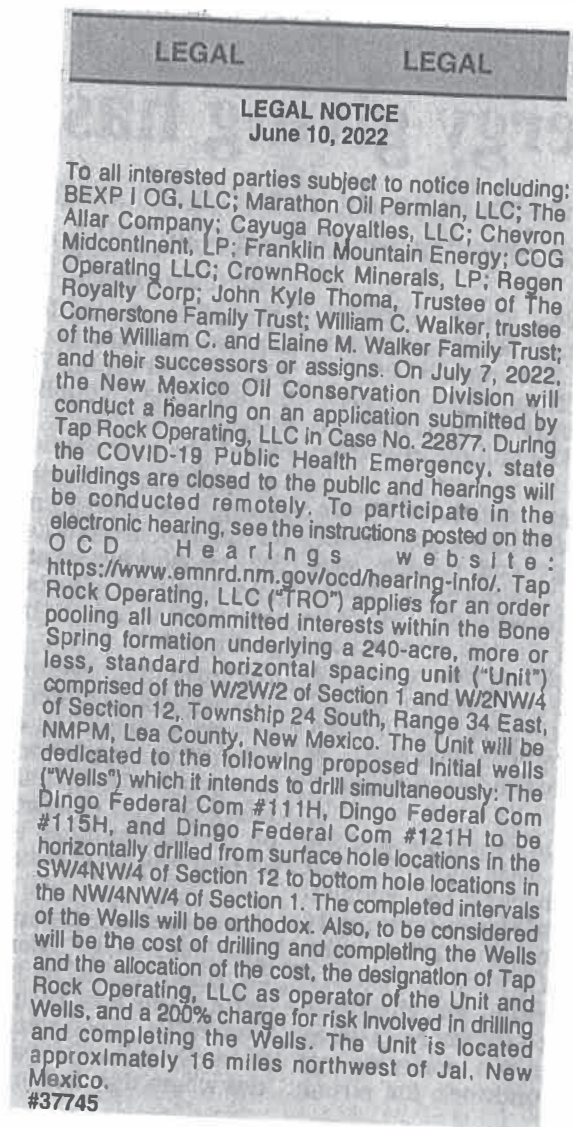 LEGAL LEGAL
LEGAL NOTICE
June 10, 2022
To all interested parties subject to notice including:
BEXP I OG, LLC; Marathon Oil Permian, LLC; The
Allar Company; Cayuga Royalties, LLC; Chevron
Midcontinent, LP; Franklin Mountain Energy; COG
Operating LLC; CrownRock Minerals, LP; Regen
Royalty Corp; John Kyle Thoma, Trustee of The
Cornerstone Family Trust; William C. Walker, trustee
of the William C. and Elaine M. Walker Family Trust;
and their successors or assigns. On July 7, 2022,
the New Mexico Oil Conservation Division will
conduct a hearing on an application submitted by
Tap Rock Operating, LLC in Case No. 22877. During
the COVID-19 Public Health Emergency, state
buildings are closed to the public and hearings will
be conducted remotely. To participate in the
electronic hearing, see the instructions posted on the
OCD Hearings website:
https://www.emnrd.nm.gov/ocd/hearing-info/. Tap
Rock Operating, LLC ("TRO") applies for an order
pooling all uncommitted interests within the Bone
Spring formation underlying a 240-acre, more or
less, standard horizontal spacing unit ("Unit")
comprised of the W/2W/2 of Section 1 and W/2NW/4
of Section 12, Township 24 South, Range 34 East,
NMPM, Lea County, New Mexico. The Unit will be
dedicated to the following proposed initial wells
("Wells") which it intends to drill simultaneously: The
Dingo Federal Com #111H, Dingo Federal Com
#115H, and Dingo Federal Com #121H to be
horizontally drilled from surface hole locations in the
SW/4NW/4 of Section 12 to bottom hole locations in
the NW/4NW/4 of Section 1. The completed intervals
of the Wells will be orthodox. Also, to be considered
will be the cost of drilling and completing the Wells
and the allocation of the cost, the designation of Tap
Rock Operating, LLC as operator of the Unit and
Wells, and a 200% charge for risk involved in drilling
and completing the Wells. The Unit is located
approximately 16 miles northwest of Jal, New
Mexico.
#37745